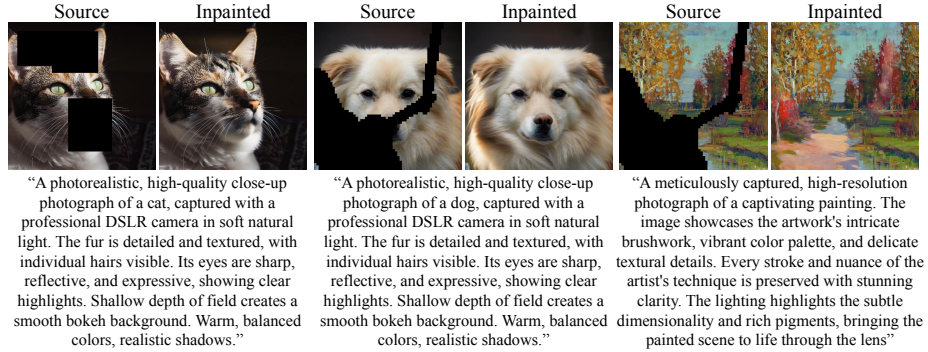 Source Inpainted Source Inpainted Source Inpainted
“A photorealistic, high-quality close-up
photograph of a cat, captured with a
professional DSLR camera in soft natural
light. The fur is detailed and textured, with
individual hairs visible. Its eyes are sharp,
reflective, and expressive, showing clear
highlights. Shallow depth of field creates a
smooth bokeh background. Warm, balanced
colors, realistic shadows.”
“A photorealistic, high-quality close-up
photograph of a dog, captured with a
professional DSLR camera in soft natural
light. The fur is detailed and textured, with
individual hairs visible. Its eyes are sharp,
reflective, and expressive, showing clear
highlights. Shallow depth of field creates a
smooth bokeh background. Warm, balanced
colors, realistic shadows.”
“A meticulously captured, high-resolution
photograph of a captivating painting. The
image showcases the artwork's intricate
brushwork, vibrant color palette, and delicate
textural details. Every stroke and nuance of the
artist's technique is preserved with stunning
clarity. The lighting highlights the subtle
dimensionality and rich pigments, bringing the
painted scene to life through the lens”